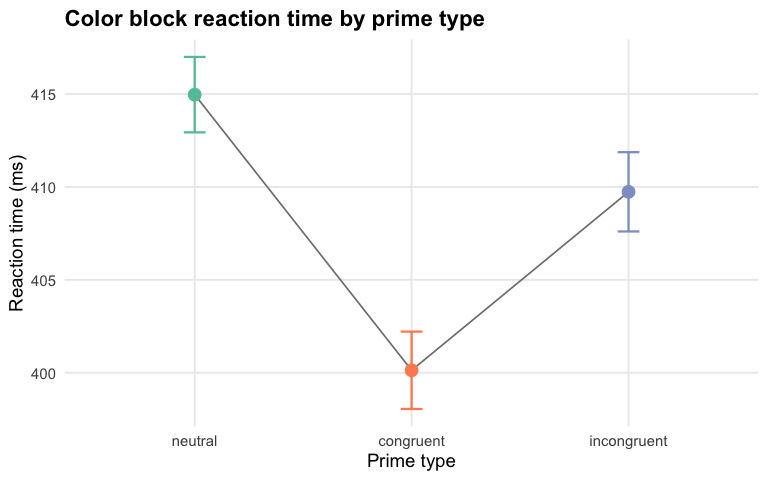 Color block reaction time by prime type
415
410
405
400
Reaction time (ms)
neutral
congruent
incongruent
Prime type